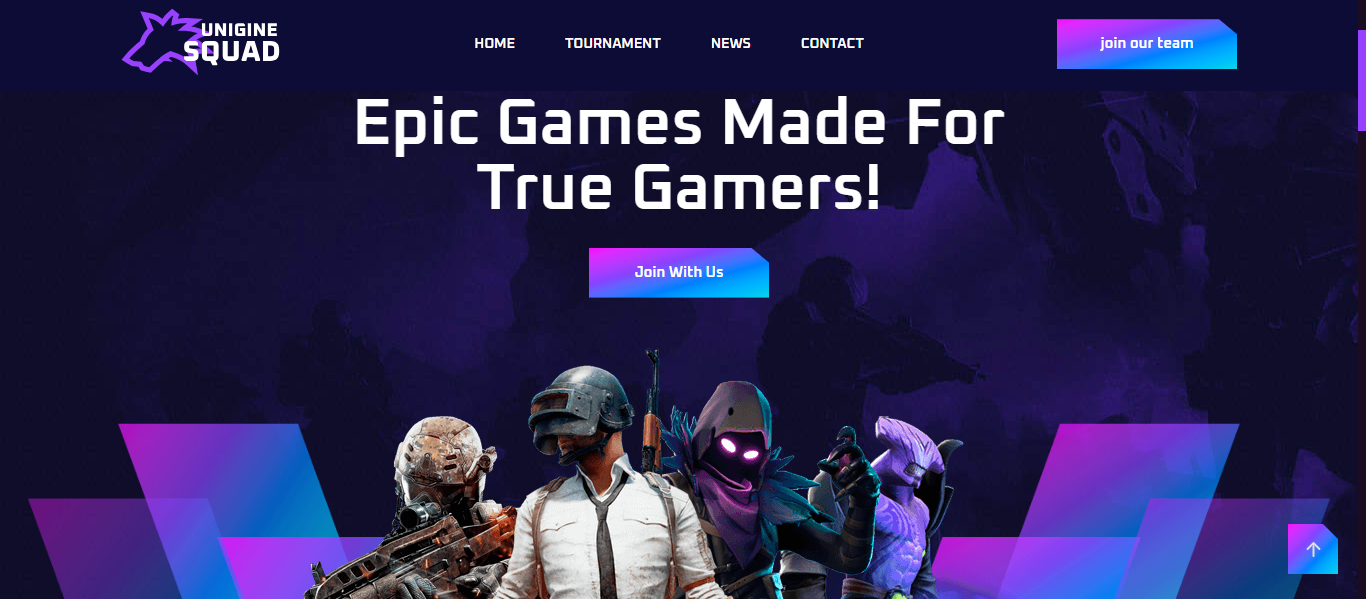 UNIGINE
SQUAD
HOME TOURNAMENT NEWS CONTACT
join our team
Epic Games Made For
True Gamers!
Join With Us